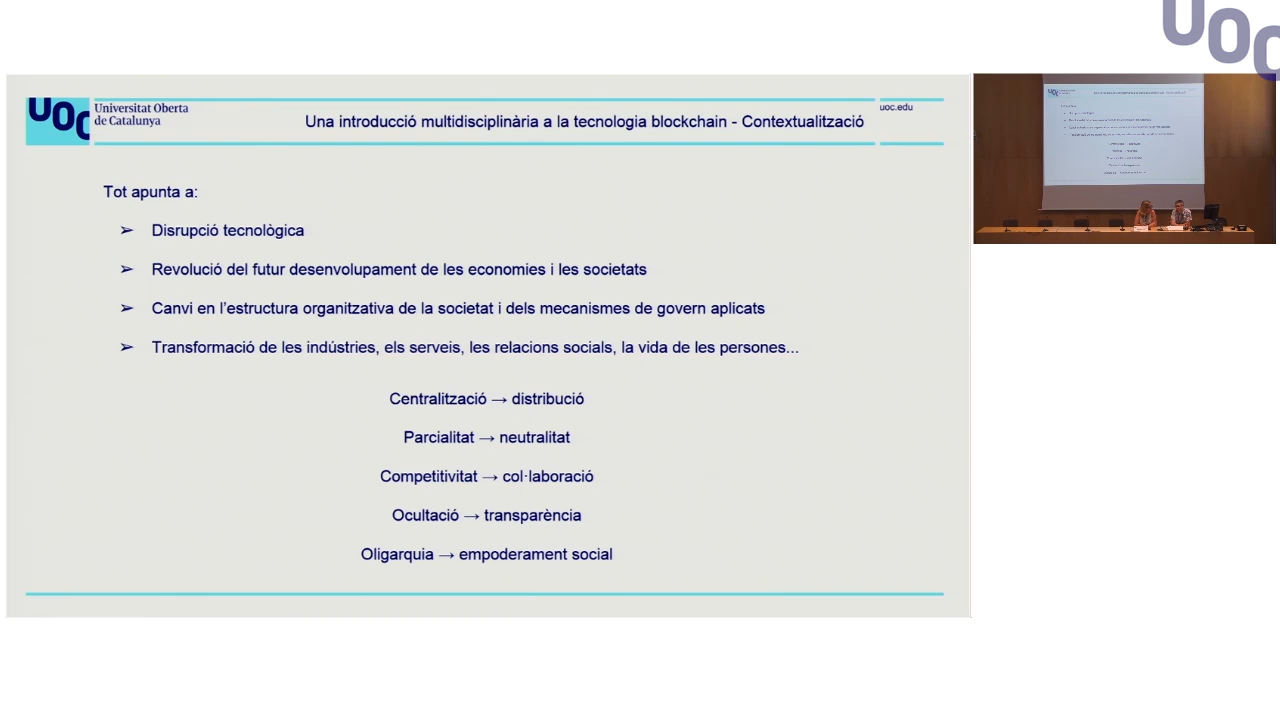 UOC
UOC
Universitat Oberta
de Catalunya
Una introducció multidisciplinària a la tecnologia blockchain - Contextualització
uoc.edu
Tot apunta a:
➢ Disrupció tecnològica
➢ Revolució del futur desenvolupament de les economies i les societats
➢ Canvi en l’estructura organitzativa de la societat i dels mecanismes de govern aplicats
➢ Transformació de les indústries, els serveis, les relacions socials, la vida de les persones...
Centralització → distribució
Parcialitat → neutralitat
Competitivitat → col·laboració
Ocultació → transparència
Oligarquia → empoderament social